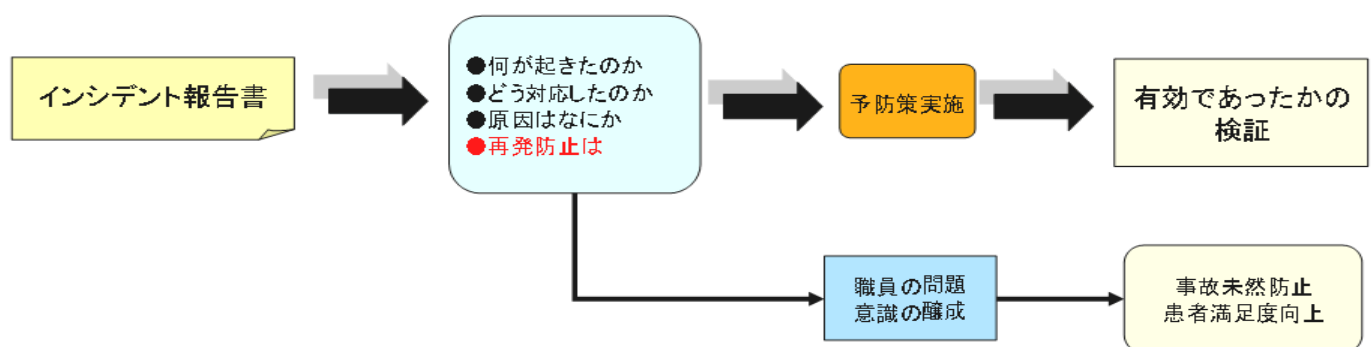 インシデント報告書
●何が起きたのか
●どう対応したのか
●原因はなにか
●再発防止は
予防策実施
有効であったかの
検証
職員の問題
意識の醸成
事故未然防止
患者満足度向上